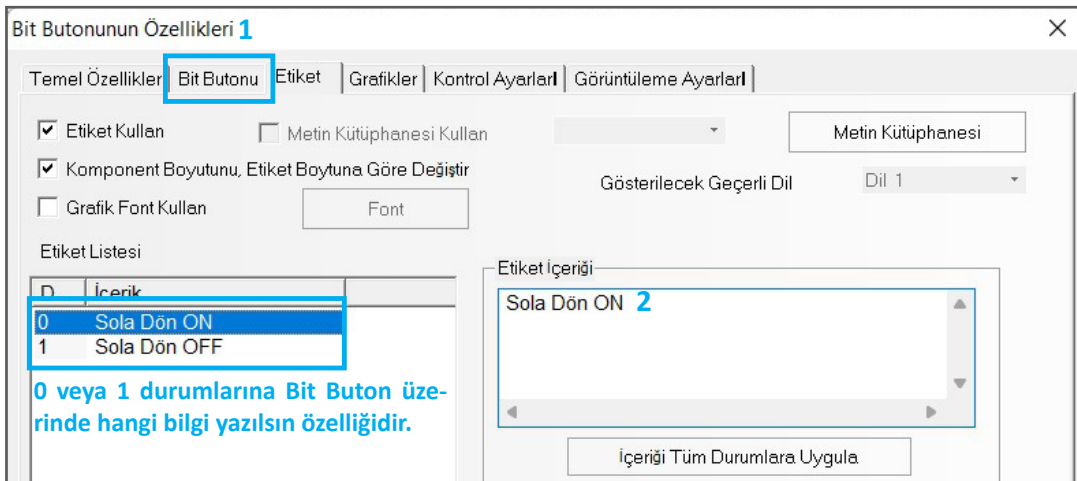 Bit Butonunun Özellikleri 1
Temel Özellikler Bit Butonu Etiket Grafikler Kontrol Ayarlarl Görüntüleme Ayarlarl
Etiket Kullan Metin Kütüphanesi Kullan Metin Kütüphanesi
Komponent Boyutunu, Etiket Boytuna Göre Değiştir
Gösterilecek Geçerli Dil Dil 1
Grafik Font Kullan Font
Etiket Listesi
Etiket İçeriği
D İçerik
Sola Dön ON 2
0 Sola Dön ON
1 Sola Dön OFF
0 veya 1 durumlarına Bit Buton üze-
rinde hangi bilgi yazılsın özelliğidir.
İçeriği Tüm Durumlara Uygula